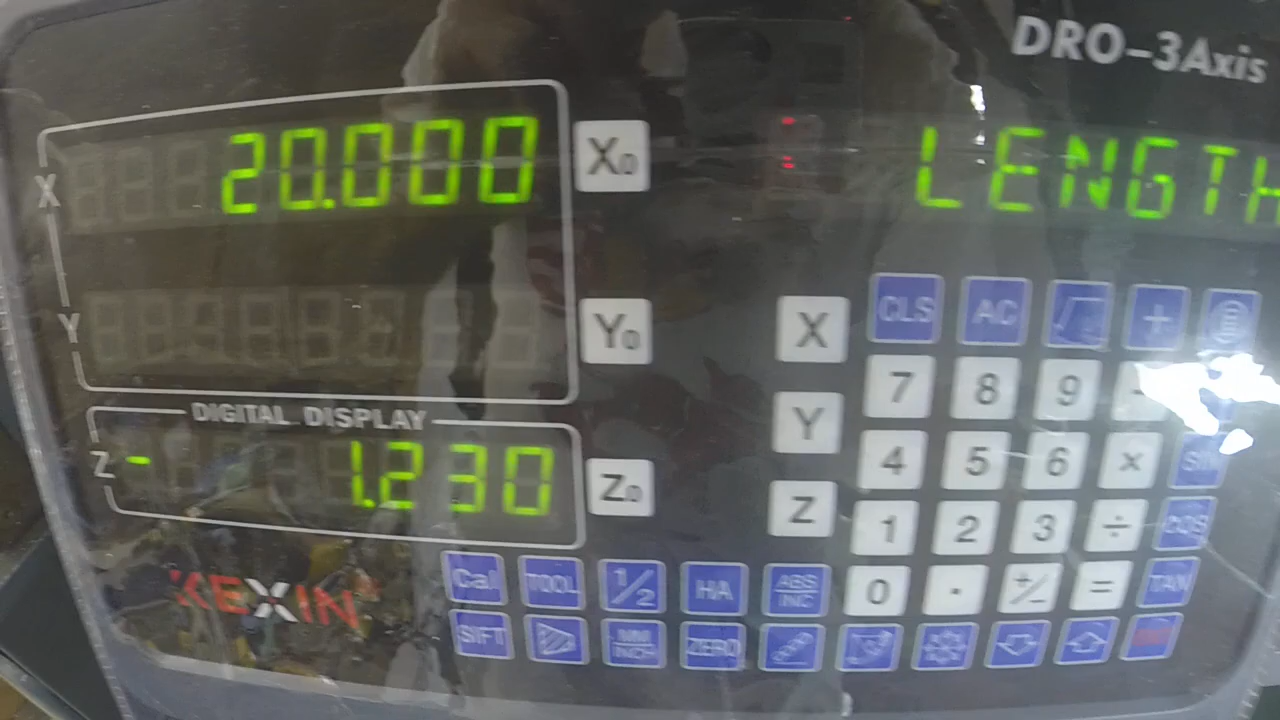 DRO-3Axis
X 20.000 X0
LENGTH
Y Y0
DIGITAL DISPLAY
Z - 1.230 Z0
CLS AC √ +
X 7 8 9 -
Y 4 5 6 × SIN
Z 1 2 3 ÷ COS
Cal TOOL 1/2 HA ABS/INC 0 . +/- = TAN
SIFT MM/INCH ZERO
KEXIN